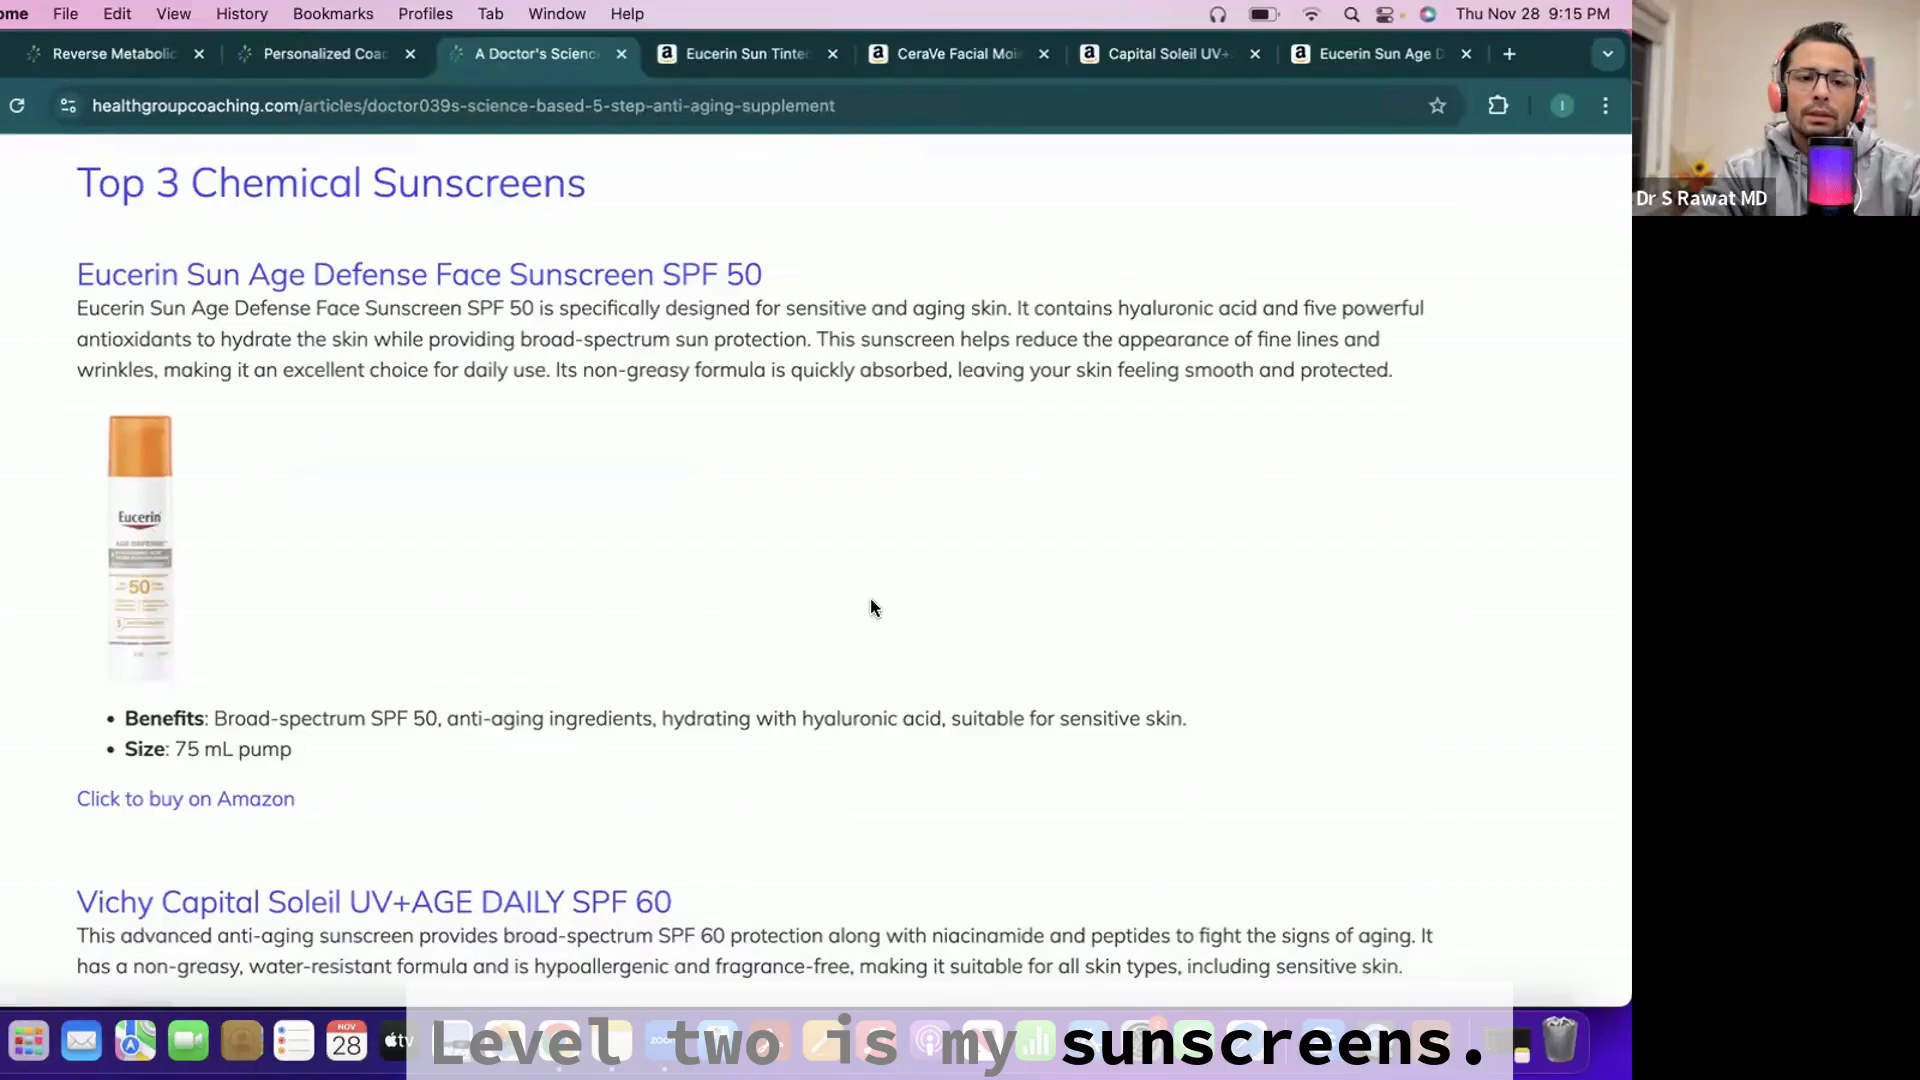 ome File Edit View History Bookmarks Profiles Tab Window Help Thu Nov 28 9:15 PM
Reverse Metabolic Personalized Coac A Doctor's Scienc Eucerin Sun Tinte CeraVe Facial Moi Capital Soleil UV+ Eucerin Sun Age D
healthgroupcoaching.com/articles/doctor039s-science-based-5-step-anti-aging-supplement
Dr S Rawat MD
Top 3 Chemical Sunscreens
Eucerin Sun Age Defense Face Sunscreen SPF 50
Eucerin Sun Age Defense Face Sunscreen SPF 50 is specifically designed for sensitive and aging skin. It contains hyaluronic acid and five powerful
antioxidants to hydrate the skin while providing broad-spectrum sun protection. This sunscreen helps reduce the appearance of fine lines and
wrinkles, making it an excellent choice for daily use. Its non-greasy formula is quickly absorbed, leaving your skin feeling smooth and protected.
Eucerin
AGE DEFENSE
50
• Benefits: Broad-spectrum SPF 50, anti-aging ingredients, hydrating with hyaluronic acid, suitable for sensitive skin.
• Size: 75 mL pump
Click to buy on Amazon
Vichy Capital Soleil UV+AGE DAILY SPF 60
This advanced anti-aging sunscreen provides broad-spectrum SPF 60 protection along with niacinamide and peptides to fight the signs of aging. It
has a non-greasy, water-resistant formula and is hypoallergenic and fragrance-free, making it suitable for all skin types, including sensitive skin.
NOV
28
tv
zoom
Level two is my sunscreens.